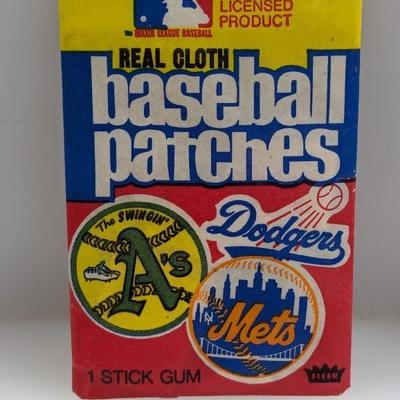 LICENSED
PRODUCT
MAJOR LEAGUE BASEBALL
REAL CLOTH
baseball
patches
The SWINGIN'
A's
Dodgers
Mets
1 STICK GUM
FLEER